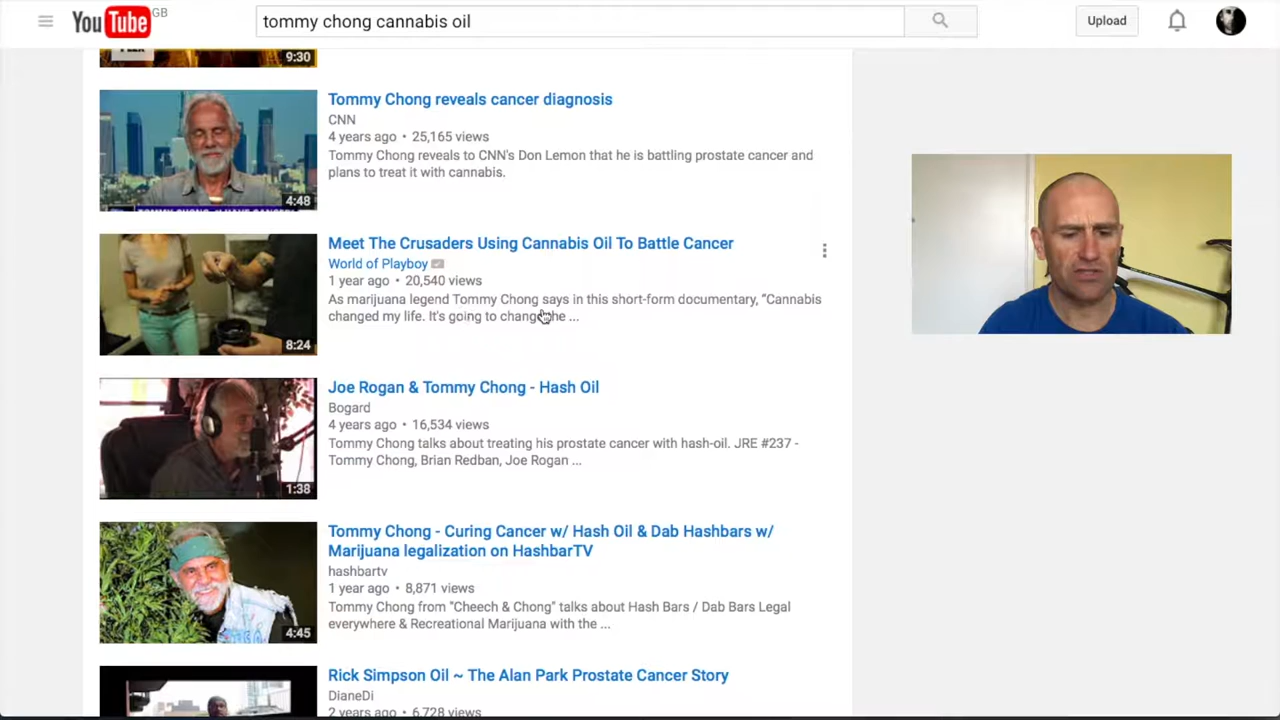 YouTube GB
tommy chong cannabis oil
Upload
9:30
Tommy Chong reveals cancer diagnosis
CNN
4 years ago • 25,165 views
Tommy Chong reveals to CNN's Don Lemon that he is battling prostate cancer and
plans to treat it with cannabis.
4:48
Meet The Crusaders Using Cannabis Oil To Battle Cancer
World of Playboy
1 year ago • 20,540 views
As marijuana legend Tommy Chong says in this short-form documentary, “Cannabis
changed my life. It's going to change the ...
8:24
Joe Rogan & Tommy Chong - Hash Oil
Bogard
4 years ago • 16,534 views
Tommy Chong talks about treating his prostate cancer with hash-oil. JRE #237 -
Tommy Chong, Brian Redban, Joe Rogan ...
1:38
Tommy Chong - Curing Cancer w/ Hash Oil & Dab Hashbars w/
Marijuana legalization on HashbarTV
hashbartv
1 year ago • 8,871 views
Tommy Chong from "Cheech & Chong" talks about Hash Bars / Dab Bars Legal
everywhere & Recreational Marijuana with the ...
4:45
Rick Simpson Oil ~ The Alan Park Prostate Cancer Story
DianeDi
2 years ago • 6,728 views